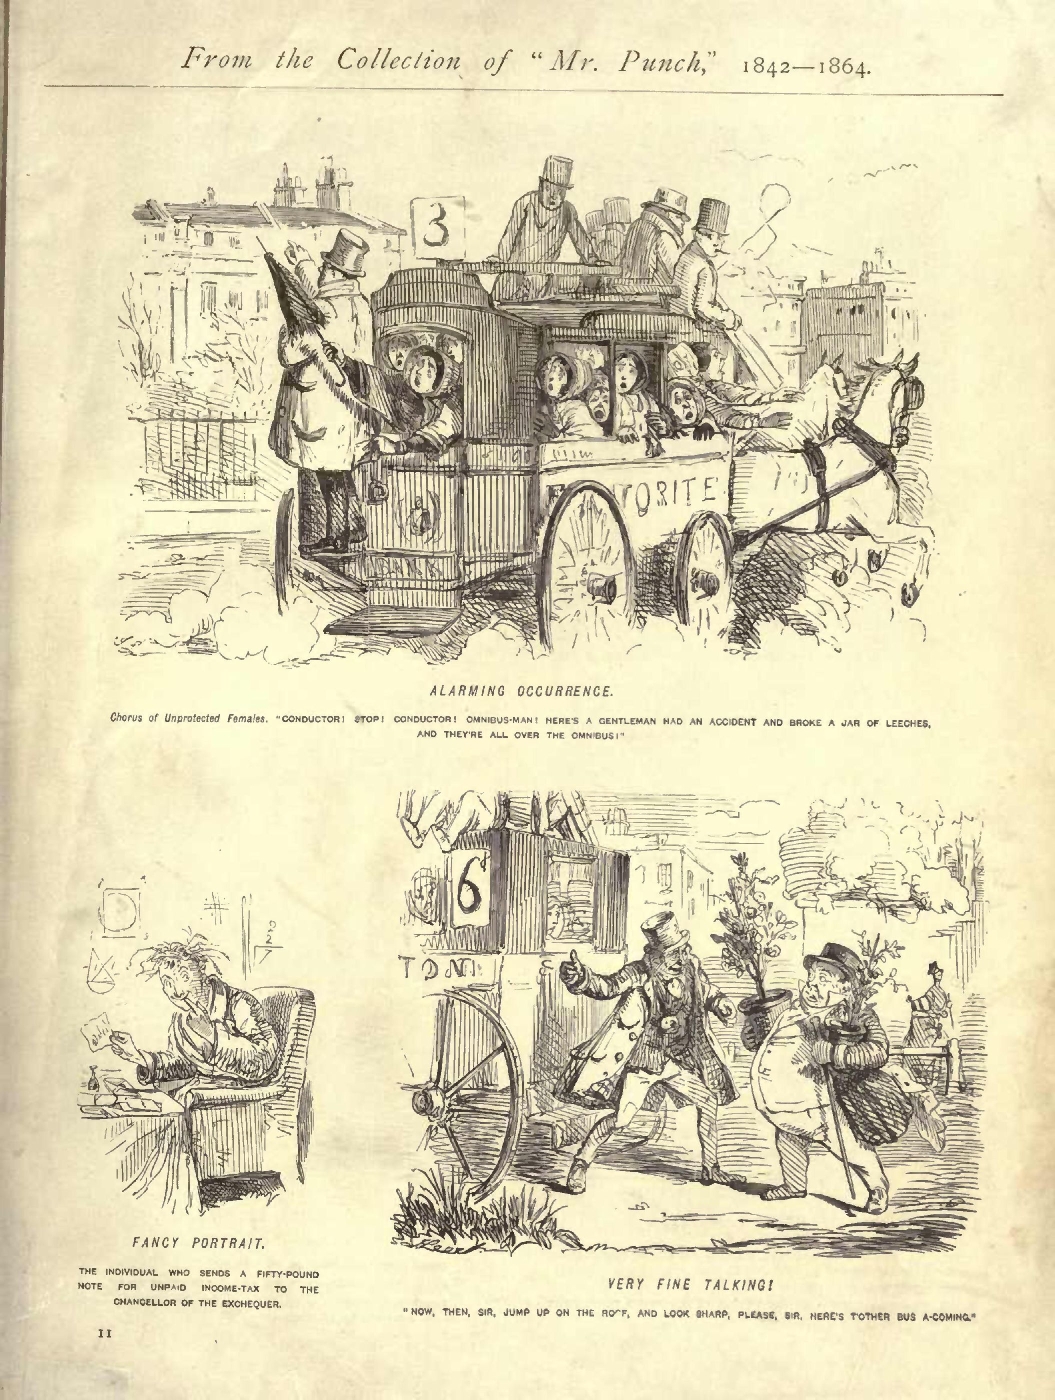 From the Collection of "Mr. Punch," 1842—1864.
3
TORITE
BANK
ALARMING OCCURRENCE.
Chorus of Unprotected Females. "CONDUCTOR! STOP! CONDUCTOR! OMNIBUS-MAN! HERE'S A GENTLEMAN HAD AN ACCIDENT AND BROKE A JAR OF LEECHES,
AND THEY'RE ALL OVER THE OMNIBUS!"
6
FANCY PORTRAIT.
THE INDIVIDUAL WHO SENDS A FIFTY-POUND
NOTE FOR UNPAID INCOME-TAX TO THE
CHANCELLOR OF THE EXCHEQUER.
VERY FINE TALKING!
"NOW, THEN, SIR, JUMP UP ON THE ROOF, AND LOOK SHARP, PLEASE, SIR, HERE'S T'OTHER BUS A-COMING."
11